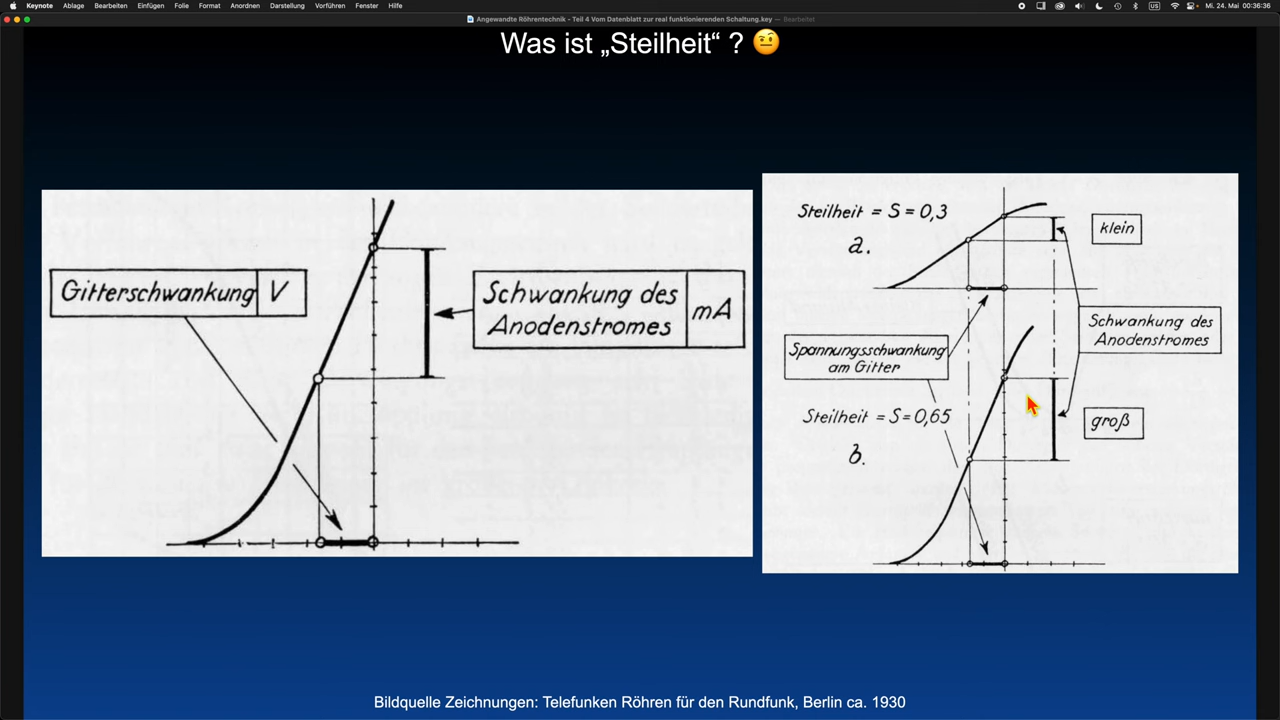 Keynote Ablage Bearbeiten Einfügen Folie Format Anordnen Darstellung Vorführen Fenster Hilfe
US
Mi. 24. Mai 00:36:36
Angewandte Röhrentechnik - Teil 4 Vom Datenblatt zur real funktionierenden Schaltung.key — Bearbeitet
Was ist „Steilheit“ ? 🤨
Gitterschwankung V
Schwankung des
Anodenstromes
mA
Steilheit = S = 0,3
a.
klein
Schwankung des
Anodenstromes
Spannungsschwankung
am Gitter
Steilheit = S = 0,65
b.
groß
Bildquelle Zeichnungen: Telefunken Röhren für den Rundfunk, Berlin ca. 1930